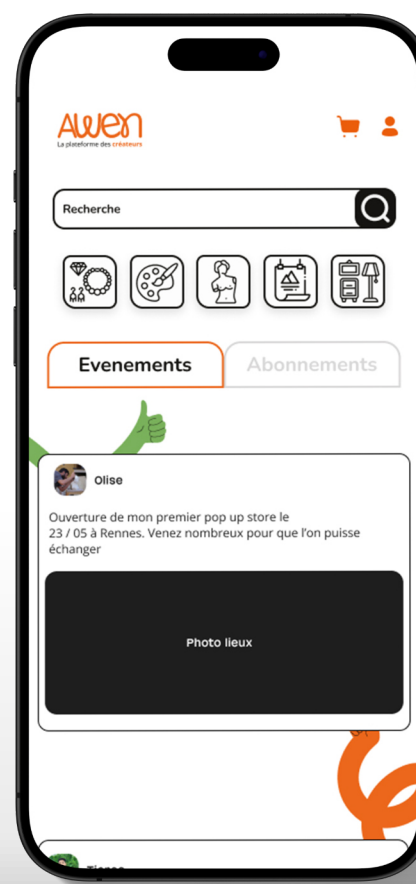 Awen
La plateforme des créateurs
Recherche
Evenements
Abonnements
Olise
Ouverture de mon premier pop up store le
23 / 05 à Rennes. Venez nombreux pour que l'on puisse
échanger
Photo lieux